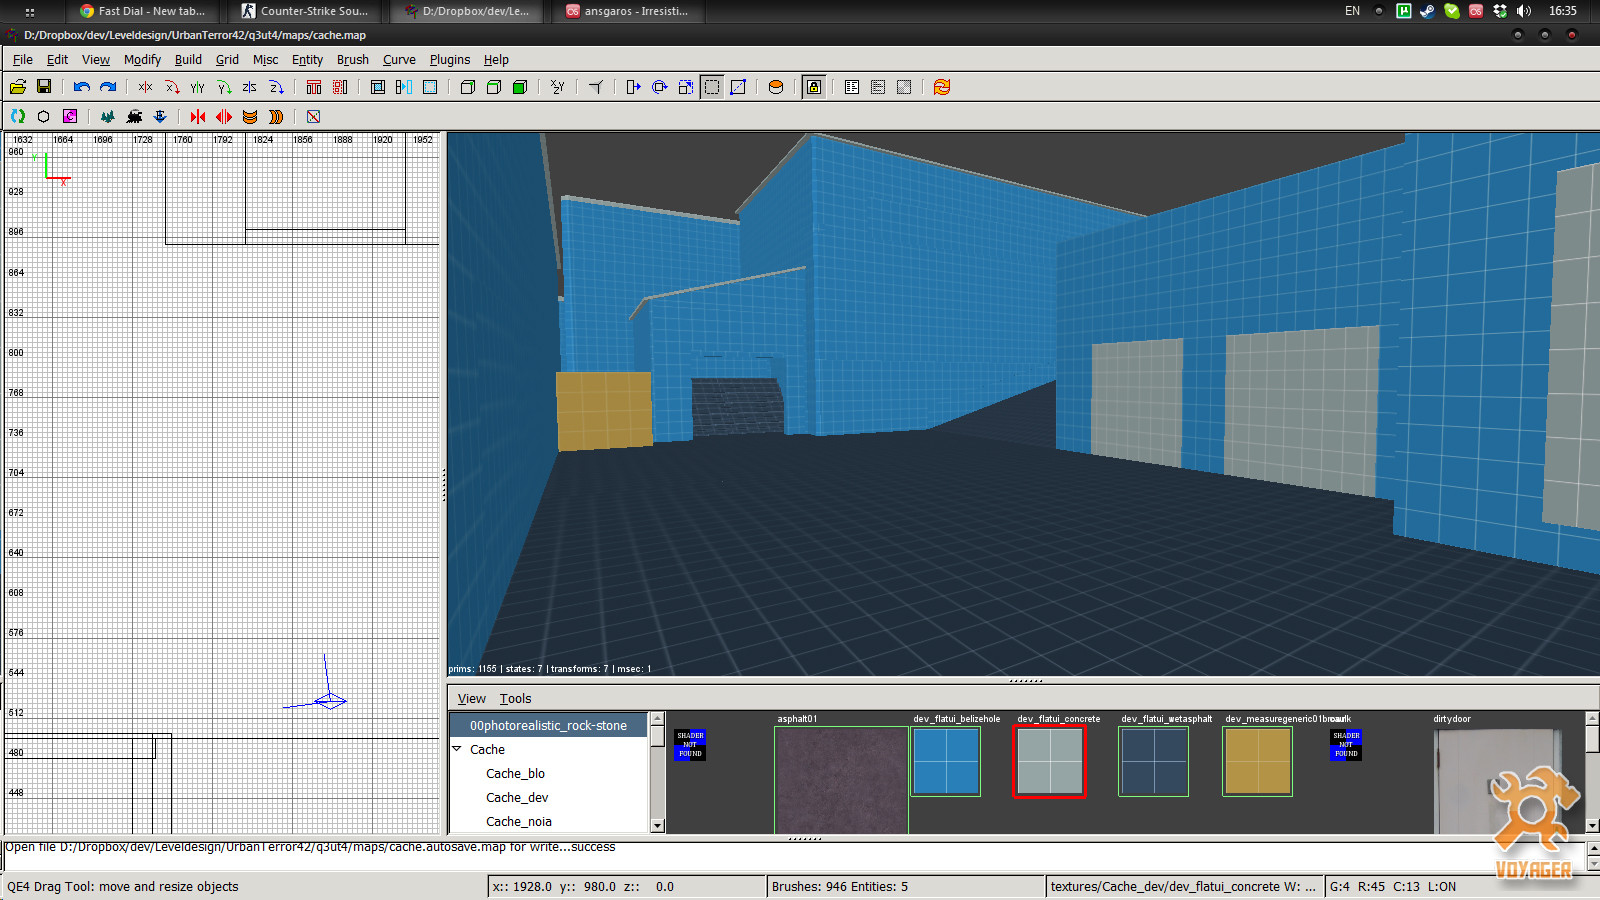 Fast Dial - New tab...
Counter-Strike Sou...
D:/Dropbox/dev/Le...
ansgaros - Irresisti...
EN
16:35
D:/Dropbox/dev/Leveldesign/UrbanTerror42/q3ut4/maps/cache.map
File Edit View Modify Build Grid Misc Entity Brush Curve Plugins Help
1632 1664 1696 1728 1760 1792 1824 1856 1888 1920 1952
960
Y
X
928
896
864
832
800
768
736
704
672
640
608
576
544
512
480
448
prims: 1155 | states: 7 | transforms: 7 | msec: 1
View Tools
00photorealistic_rock-stone
Cache
Cache_blo
Cache_dev
Cache_noia
SHADER
NOT
FOUND
asphalt01
dev_flatui_belizehole
dev_flatui_concrete
dev_flatui_wetasphalt
SHADER
NOT
FOUND
dirtydoor
Open file D:/Dropbox/dev/Leveldesign/UrbanTerror42/q3ut4/maps/cache.autosave.map for write...success
QE4 Drag Tool: move and resize objects
x:: 1928.0 y:: 980.0 z:: 0.0
Brushes: 946 Entities: 5
textures/Cache_dev/dev_flatui_concrete W: ...
G:4 R:45 C:13 L:ON
VOYAGER